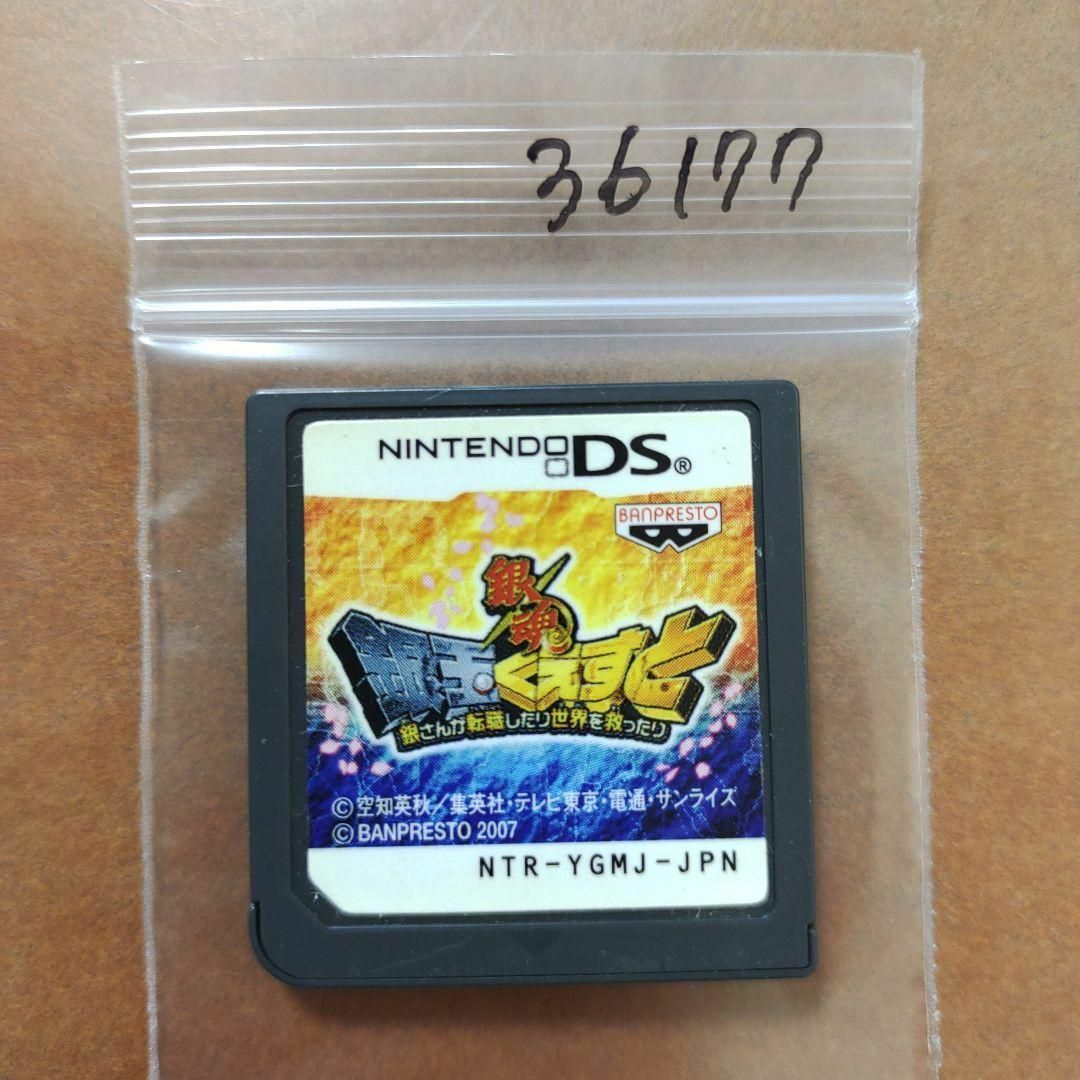 36177
NINTENDO DS®
BANPRESTO
銀魂
銀玉くえすと
銀さんが転職したり世界を救ったり
©空知英秋/集英社・テレビ東京・電通・サンライズ
©BANPRESTO 2007
NTR-YGMJ-JPN